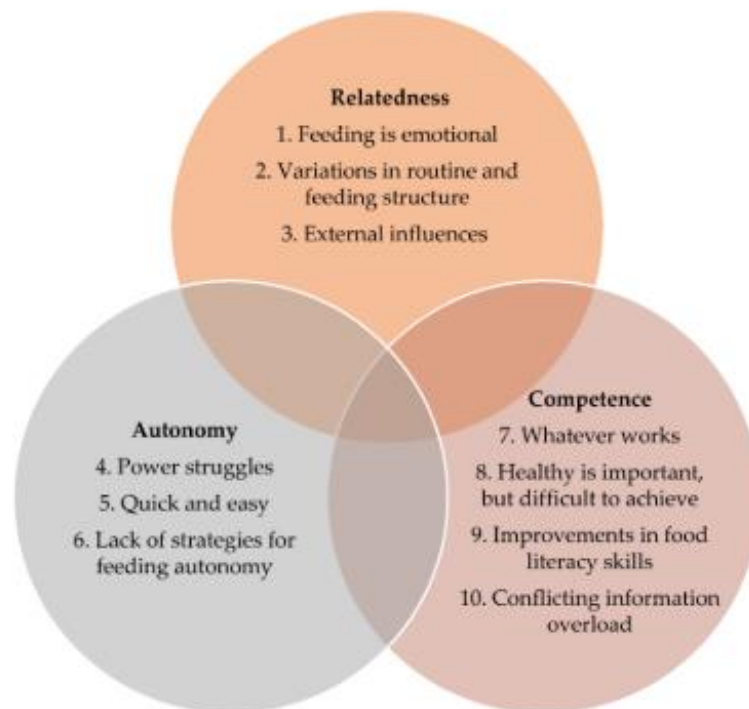 Relatedness
1. Feeding is emotional
2. Variations in routine and
feeding structure
3. External influences
Autonomy
4. Power struggles
5. Quick and easy
6. Lack of strategies for
feeding autonomy
Competence
7. Whatever works
8. Healthy is important,
but difficult to achieve
9. Improvements in food
literacy skills
10. Conflicting information
overload